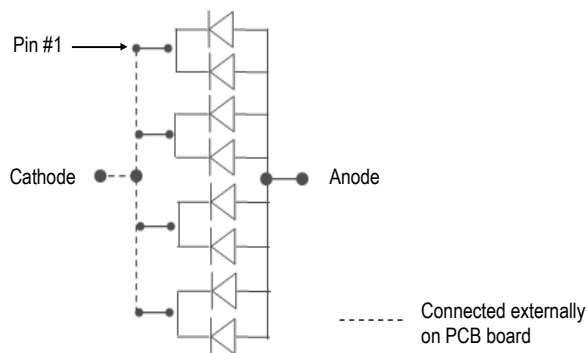 Pin #1
Cathode
Anode
Connected externally
on PCB board